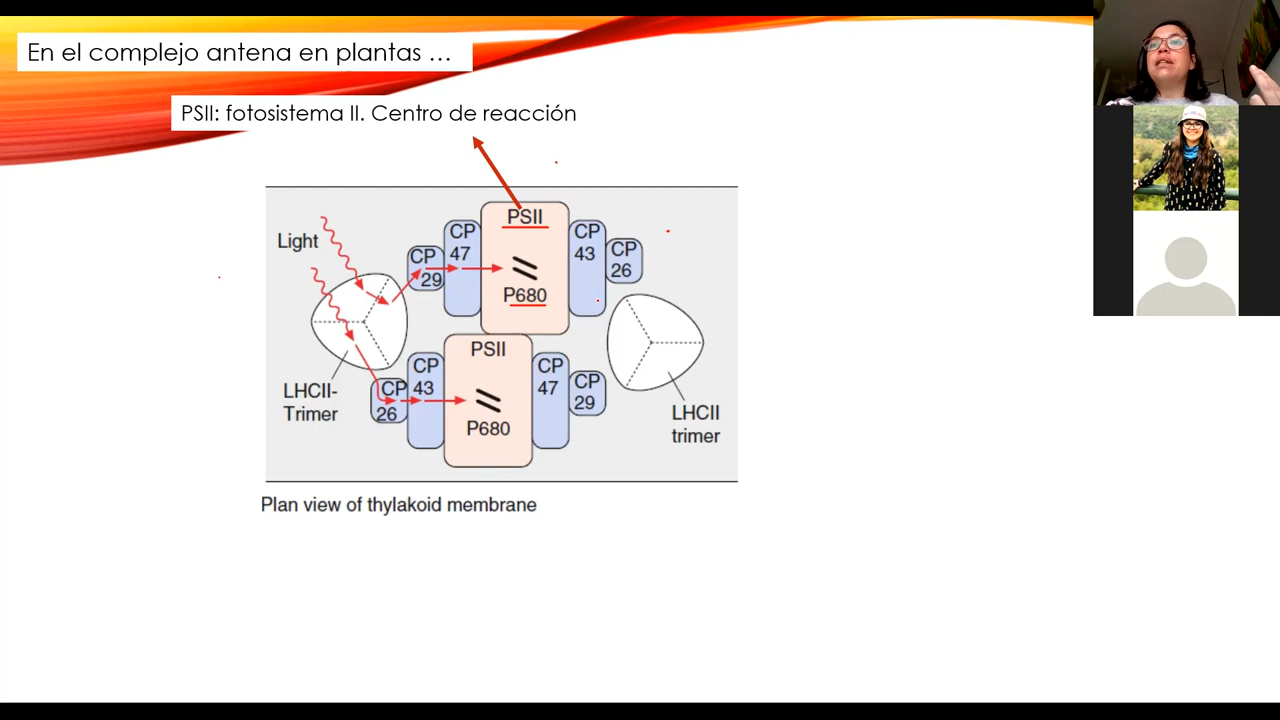 En el complejo antena en plantas …
PSII: fotosistema II. Centro de reacción
Light
CP
29
CP
47
PSII
P680
CP
43
CP
26
LHCII-
Trimer
CP
26
CP
43
PSII
P680
CP
47
CP
29
LHCII
trimer
Plan view of thylakoid membrane